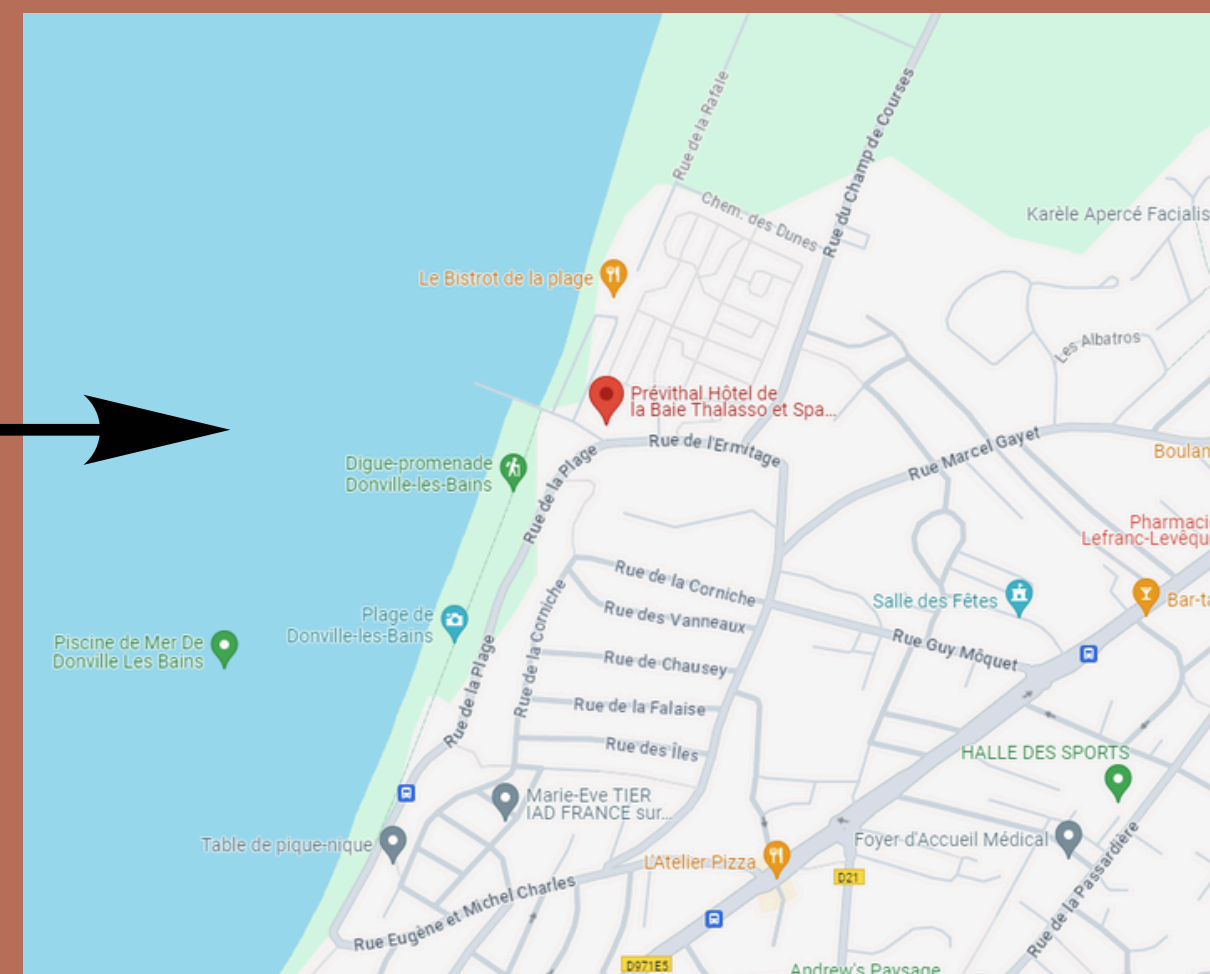 Rue de la Rafale
Rue du Champ de Courses
Chem. des Dunes
Karèle Apercé Facialis
Le Bistrot de la plage
Les Albatros
Prévithal Hôtel de
la Baie Thalasso et Spa...
Rue de l'Ermitage
Rue Marcel Gayet
Boulan
Digue-promenade
Donville-les-Bains
Rue de la Plage
Pharmaci
Lefranc-Levêqu
Rue de la Corniche
Rue des Vanneaux
Salle des Fêtes
Bar-ta
Plage de
Donville-les-Bains
Piscine de Mer De
Donville Les Bains
Rue de la Corniche
Rue Guy Môquet
Rue de Chausey
Rue de la Plage
Rue de la Falaise
Rue des Îles
HALLE DES SPORTS
Marie-Eve TIER
IAD FRANCE sur...
Table de pique-nique
Foyer d'Accueil Médical
L'Atelier Pizza
D21
Rue de la Passardière
Rue Eugène et Michel Charles
D971E5
Andrew's Paysage